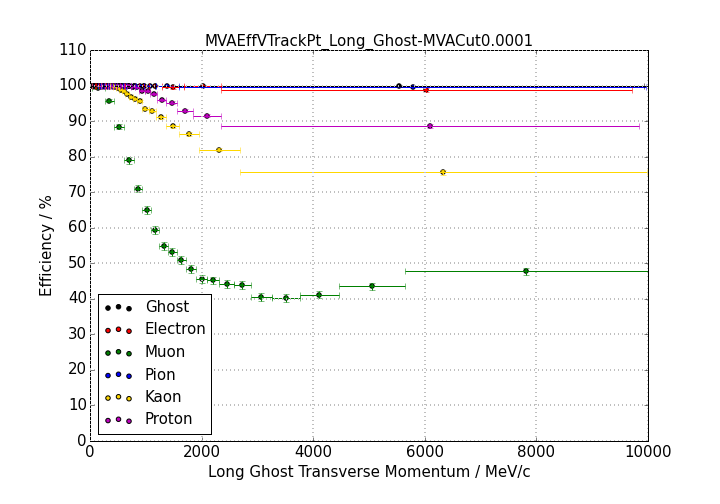 MVAEffVTrackPt_Long_Ghost-MVACut0.0001
110
100
90
80
70
60
50
40
30
20
10
0
Efficiency / %
Ghost
Electron
Muon
Pion
Kaon
Proton
0 2000 4000 6000 8000 10000
Long Ghost Transverse Momentum / MeV/c